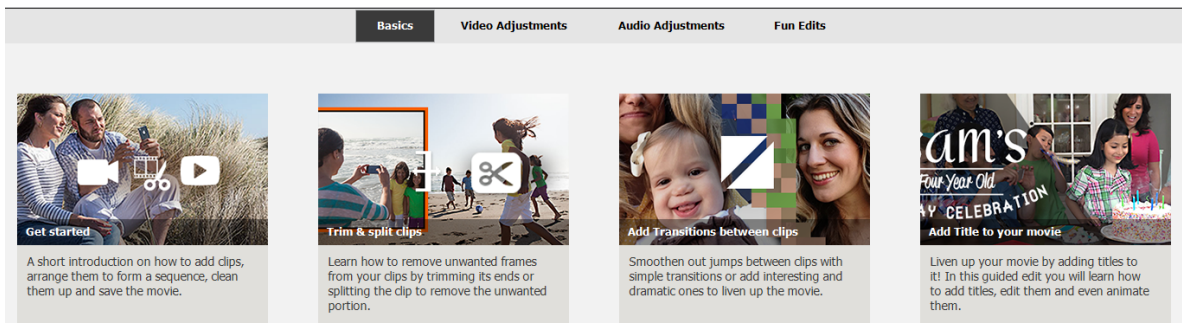 Basics Video Adjustments Audio Adjustments Fun Edits
Get started
A short introduction on how to add clips,
arrange them to form a sequence, clean
them up and save the movie.
Trim & split clips
Learn how to remove unwanted frames
from your clips by trimming its ends or
splitting the clip to remove the unwanted
portion.
Add Transitions between clips
Smoothen out jumps between clips with
simple transitions or add interesting and
dramatic ones to liven up the movie.
am's
Four Year Old
AY CELEBRATION
Add Title to your movie
Liven up your movie by adding titles to
it! In this guided edit you will learn how
to add titles, edit them and even animate
them.